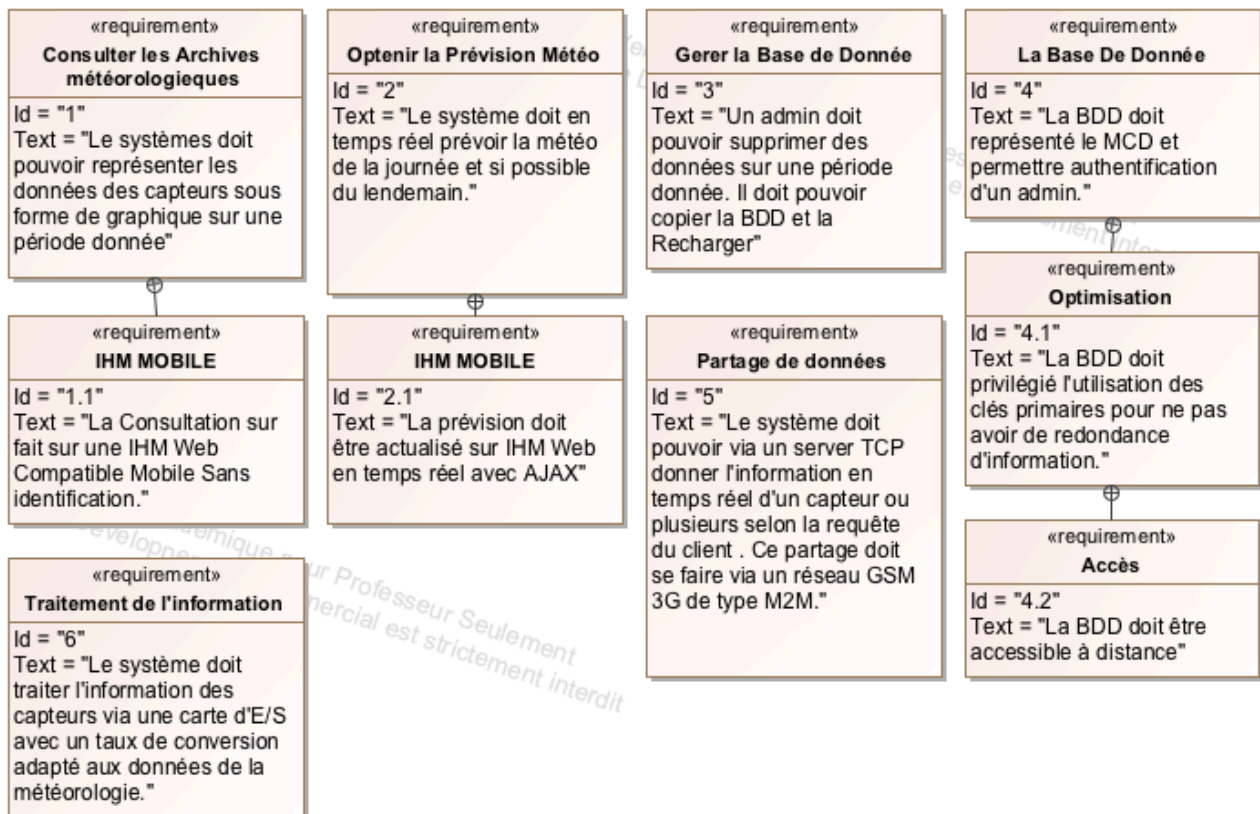 «requirement»
Consulter les Archives
météorologieques
Id = "1"
Text = "Le systèmes doit
pouvoir représenter les
données des capteurs sous
forme de graphique sur une
période donnée"
«requirement»
IHM MOBILE
Id = "1.1"
Text = "La Consultation sur
fait sur une IHM Web
Compatible Mobile Sans
identification."
«requirement»
Traitement de l'information
Id = "6"
Text = "Le système doit
traiter l'information des
capteurs via une carte d'E/S
avec un taux de conversion
adapté aux données de la
météorologie."
«requirement»
Optenir la Prévision Météo
Id = "2"
Text = "Le système doit en
temps réel prévoir la météo
de la journée et si possible
du lendemain."
«requirement»
IHM MOBILE
Id = "2.1"
Text = "La prévision doit
être actualisé sur IHM Web
en temps réel avec AJAX"
«requirement»
Gerer la Base de Donnée
Id = "3"
Text = "Un admin doit
pouvoir supprimer des
données sur une période
donnée. Il doit pouvoir
copier la BDD et la
Recharger"
«requirement»
Partage de données
Id = "5"
Text = "Le système doit
pouvoir via un server TCP
donner l'information en
temps réel d'un capteur ou
plusieurs selon la requête
du client . Ce partage doit
se faire via un réseau GSM
3G de type M2M."
«requirement»
La Base De Donnée
Id = "4"
Text = "La BDD doit
représenté le MCD et
permettre authentification
d'un admin."
«requirement»
Optimisation
Id = "4.1"
Text = "La BDD doit
privilégié l'utilisation des
clés primaires pour ne pas
avoir de redondance
d'information."
«requirement»
Accès
Id = "4.2"
Text = "La BDD doit être
accessible à distance"
Professeur Seulement
est strictement interdit